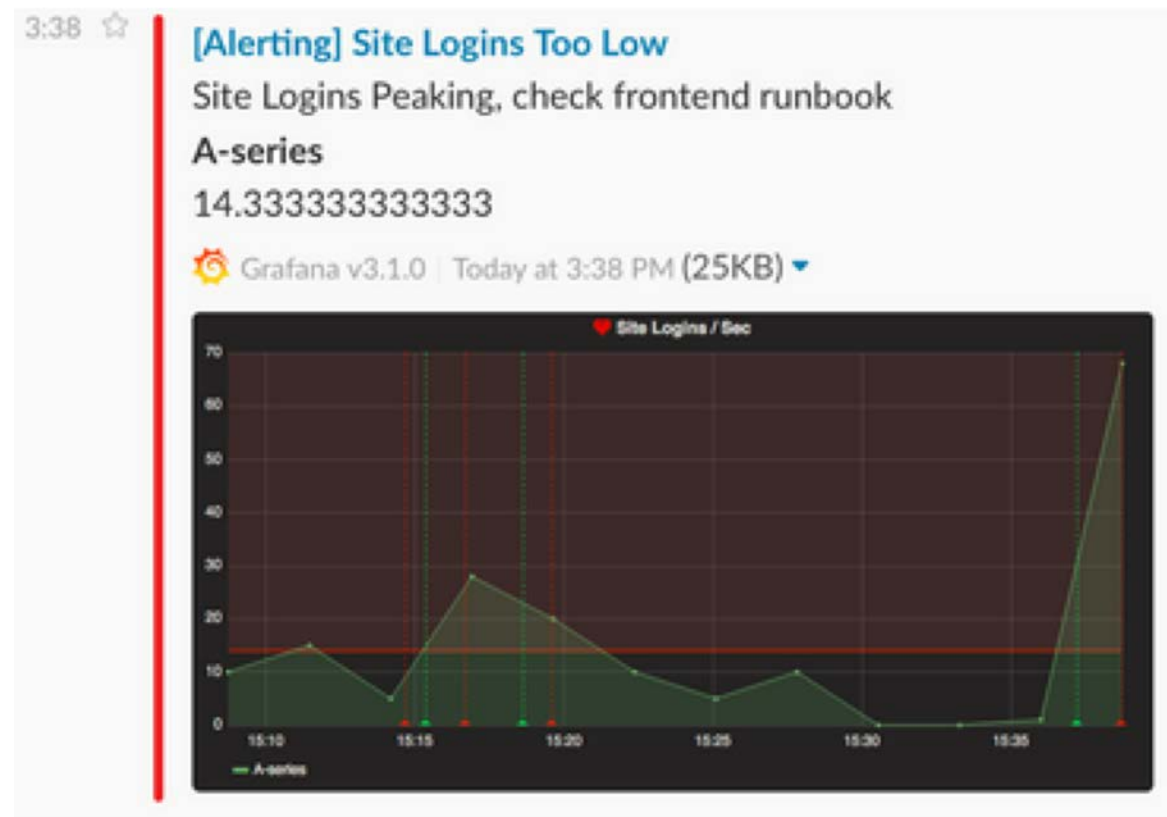 3:38
[Alerting] Site Logins Too Low
Site Logins Peaking, check frontend runbook
A-series
14.333333333333
Grafana v3.1.0 | Today at 3:38 PM (25KB)
Site Logins / Sec
70
60
50
40
30
20
10
0
15:10 15:15 15:20 15:25 15:30 15:35
A-series